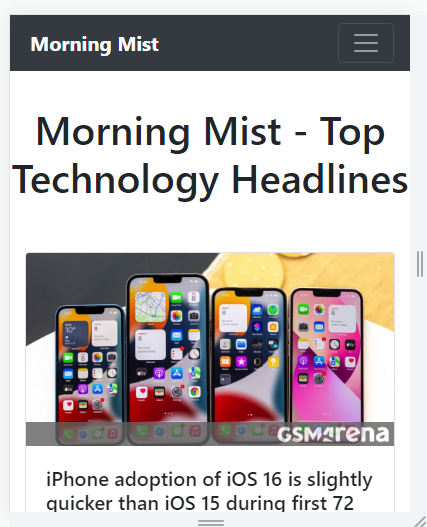 Morning Mist
Morning Mist - Top
Technology Headlines
GSMArena
iPhone adoption of iOS 16 is slightly
quicker than iOS 15 during first 72